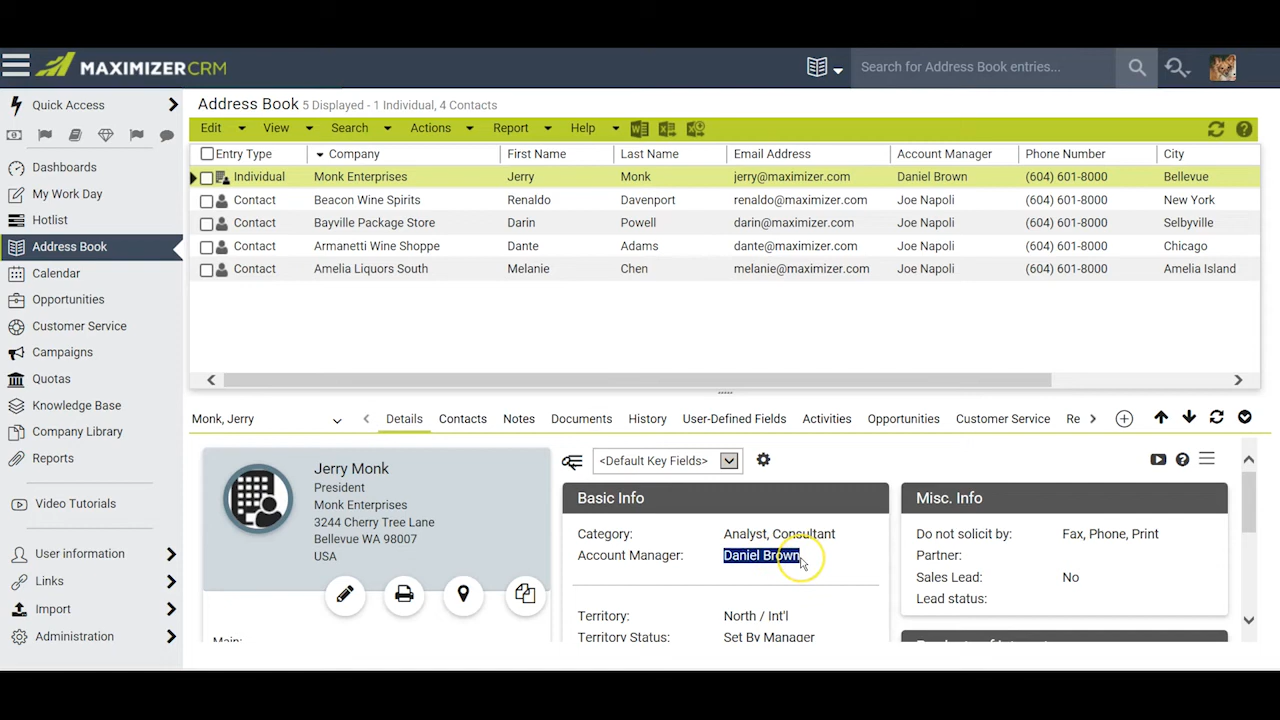 MAXIMIZERCRM
Search for Address Book entries...
Quick Access
Dashboards
My Work Day
Hotlist
Address Book
Calendar
Opportunities
Customer Service
Campaigns
Quotas
Knowledge Base
Company Library
Reports
Video Tutorials
User information
Links
Import
Administration
Address Book 5 Displayed - 1 Individual, 4 Contacts
Edit View Search Actions Report Help
Entry Type Company First Name Last Name Email Address Account Manager Phone Number City
Individual Monk Enterprises Jerry Monk jerry@maximizer.com Daniel Brown (604) 601-8000 Bellevue
Contact Beacon Wine Spirits Renaldo Davenport renaldo@maximizer.com Joe Napoli (604) 601-8000 New York
Contact Bayville Package Store Darin Powell darin@maximizer.com Joe Napoli (604) 601-8000 Selbyville
Contact Armanetti Wine Shoppe Dante Adams dante@maximizer.com Joe Napoli (604) 601-8000 Chicago
Contact Amelia Liquors South Melanie Chen melanie@maximizer.com Joe Napoli (604) 601-8000 Amelia Island
Monk, Jerry Details Contacts Notes Documents History User-Defined Fields Activities Opportunities Customer Service Re
Jerry Monk
President
Monk Enterprises
3244 Cherry Tree Lane
Bellevue WA 98007
USA
Main:
<Default Key Fields>
Basic Info
Category: Analyst, Consultant
Account Manager: Daniel Brown
Territory: North / Int'l
Territory Status: Set By Manager
Misc. Info
Do not solicit by: Fax, Phone, Print
Partner:
Sales Lead: No
Lead status: